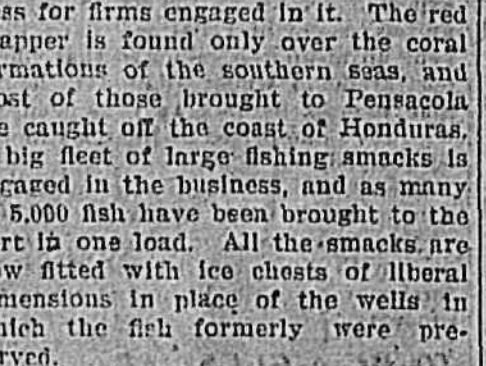 ss for firms engaged in it. The red
apper is found only over the coral
rmations of the southern seas, and
ost of those brought to Pensacola
e caught off the coast of Honduras.
big fleet of large fishing smacks is
gaged in the business, and as many
5.000 fish have been brought to the
rt in one load. All the smacks are
ow fitted with ice chests of liberal
mensions in place of the wells in
hich the fish formerly were pre-
rved.